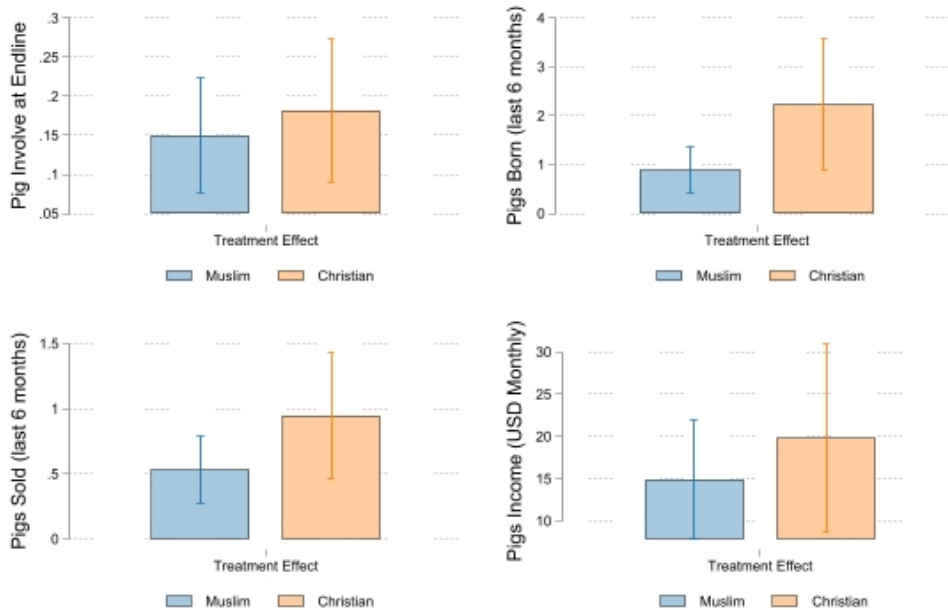 Pig Involve at Endline
.3
.25
.2
.15
.1
.05
Treatment Effect
Muslim Christian
Pigs Born (last 6 months)
4
3
2
1
0
Treatment Effect
Muslim Christian
Pigs Sold (last 6 months)
1.5
1
.5
0
Treatment Effect
Muslim Christian
Pigs Income (USD Monthly)
30
25
20
15
10
Treatment Effect
Muslim Christian